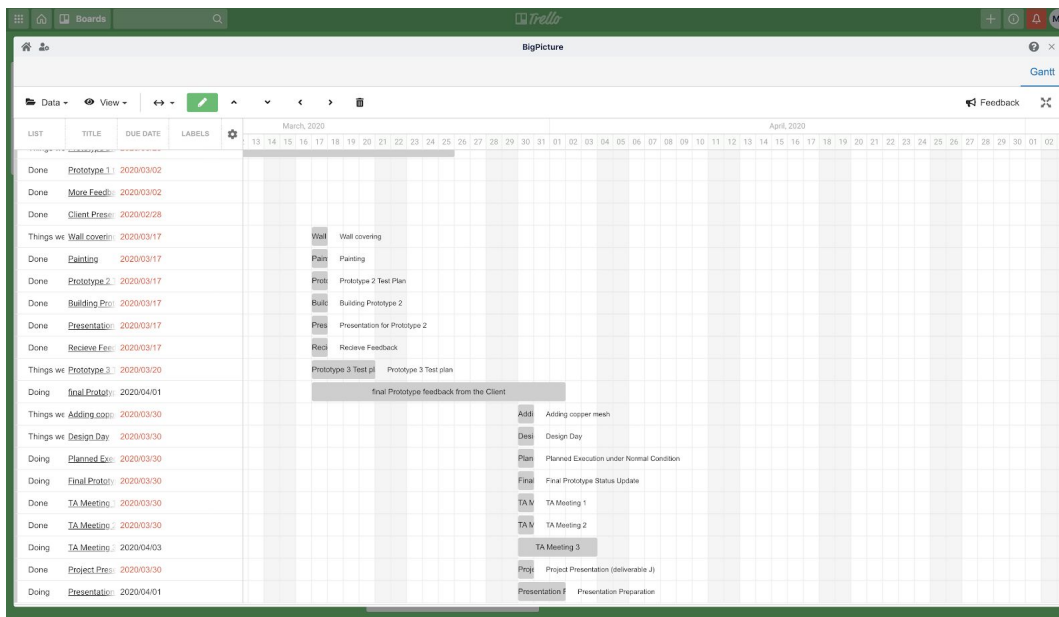 Boards
Trello
M
BigPicture
Gantt
Data
View
Feedback
LIST TITLE DUE DATE LABELS
March, 2020 April, 2020
13 14 15 16 17 18 19 20 21 22 23 24 25 26 27 28 29 30 31 01 02 03 04 05 06 07 08 09 10 11 12 13 14 15 16 17 18 19 20 21 22 23 24 25 26 27 28 29 30 01 02
Done Prototype 1 2020/03/02
Done More Feedb 2020/03/02
Done Client Prese 2020/02/28
Things we Wall coverin 2020/03/17 Wall Wall covering
Done Painting 2020/03/17 Pain Painting
Done Prototype 2 2020/03/17 Proto Prototype 2 Test Plan
Done Building Prot 2020/03/17 Build Building Prototype 2
Done Presentation 2020/03/17 Pres Presentation for Prototype 2
Done Recieve Feed 2020/03/17 Reci Recieve Feedback
Things we Prototype 3 2020/03/20 Prototype 3 Test pl Prototype 3 Test plan
Doing final Prototy 2020/04/01 final Prototype feedback from the Client
Things we Adding copp 2020/03/30 Addi Adding copper mesh
Things we Design Day 2020/03/30 Desi Design Day
Doing Planned Exe 2020/03/30 Plan Planned Execution under Normal Condition
Doing Final Prototy 2020/03/30 Final Final Prototype Status Update
Done TA Meeting 2020/03/30 TA M TA Meeting 1
Done TA Meeting 2020/03/30 TA M TA Meeting 2
Doing TA Meeting 2020/04/03 TA Meeting 3
Done Project Pres 2020/03/30 Proje Project Presentation (deliverable J)
Doing Presentation 2020/04/01 Presentation P Presentation Preparation